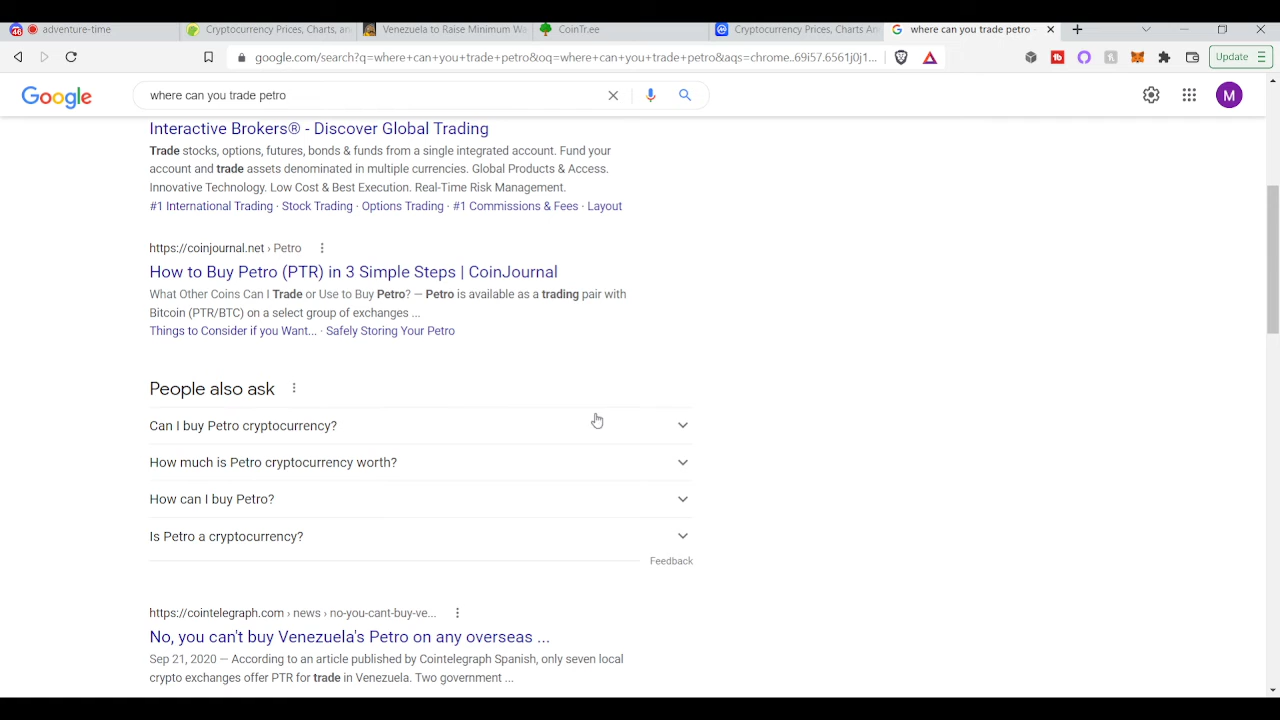 46 adventure-time
Cryptocurrency Prices, Charts, an
Venezuela to Raise Minimum Wa
CoinTree
Cryptocurrency Prices, Charts An
where can you trade petro -
google.com/search?q=where+can+you+trade+petro&oq=where+can+you+trade+petro&aqs=chrome..69i57.6561j0j1...
Update
Google
where can you trade petro
M
Interactive Brokers® - Discover Global Trading
Trade stocks, options, futures, bonds & funds from a single integrated account. Fund your
account and trade assets denominated in multiple currencies. Global Products & Access.
Innovative Technology. Low Cost & Best Execution. Real-Time Risk Management.
#1 International Trading · Stock Trading · Options Trading · #1 Commissions & Fees · Layout
https://coinjournal.net › Petro
How to Buy Petro (PTR) in 3 Simple Steps | CoinJournal
What Other Coins Can I Trade or Use to Buy Petro? — Petro is available as a trading pair with
Bitcoin (PTR/BTC) on a select group of exchanges ...
Things to Consider if you Want... · Safely Storing Your Petro
People also ask
Can I buy Petro cryptocurrency?
How much is Petro cryptocurrency worth?
How can I buy Petro?
Is Petro a cryptocurrency?
Feedback
https://cointelegraph.com › news › no-you-cant-buy-ve...
No, you can't buy Venezuela's Petro on any overseas ...
Sep 21, 2020 — According to an article published by Cointelegraph Spanish, only seven local
crypto exchanges offer PTR for trade in Venezuela. Two government ...